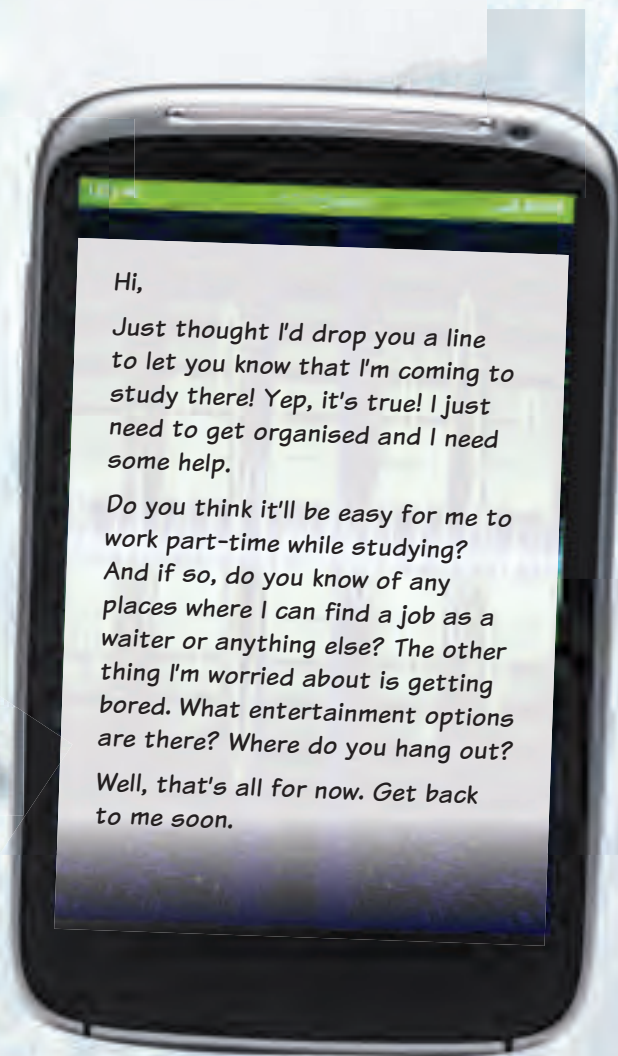 Hi,
Just thought I'd drop you a line
to let you know that I'm coming to
study there! Yep, it's true! I just
need to get organised and I need
some help.
Do you think it'll be easy for me to
work part-time while studying?
And if so, do you know of any
places where I can find a job as a
waiter or anything else? The other
thing I'm worried about is getting
bored. What entertainment options
are there? Where do you hang out?
Well, that's all for now. Get back
to me soon.